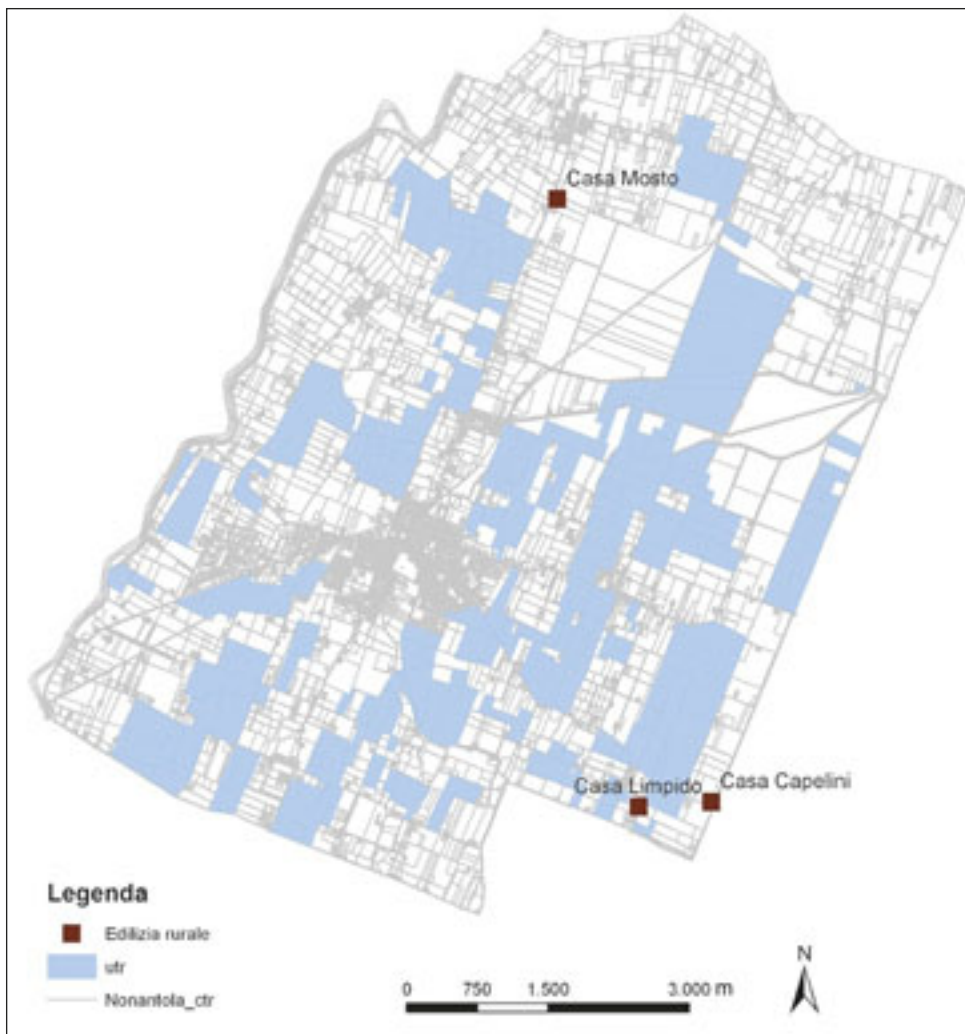 Casa Mosto
Casa Limpido
Casa Capelini
Legenda
Edilizia rurale
utr
Nonantola_ctr
0 750 1.500 3.000 m
N